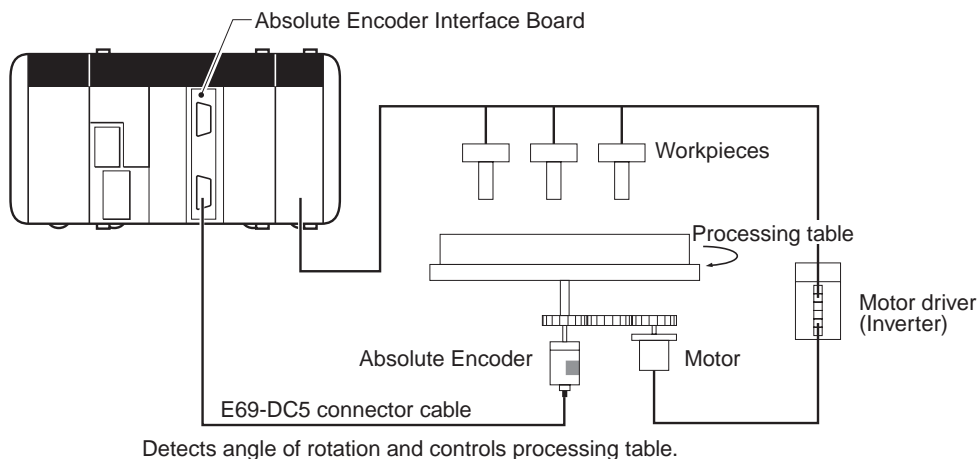 Absolute Encoder Interface Board
Workpieces
Processing table
Motor driver
(Inverter)
Absolute Encoder
Motor
E69-DC5 connector cable
Detects angle of rotation and controls processing table.